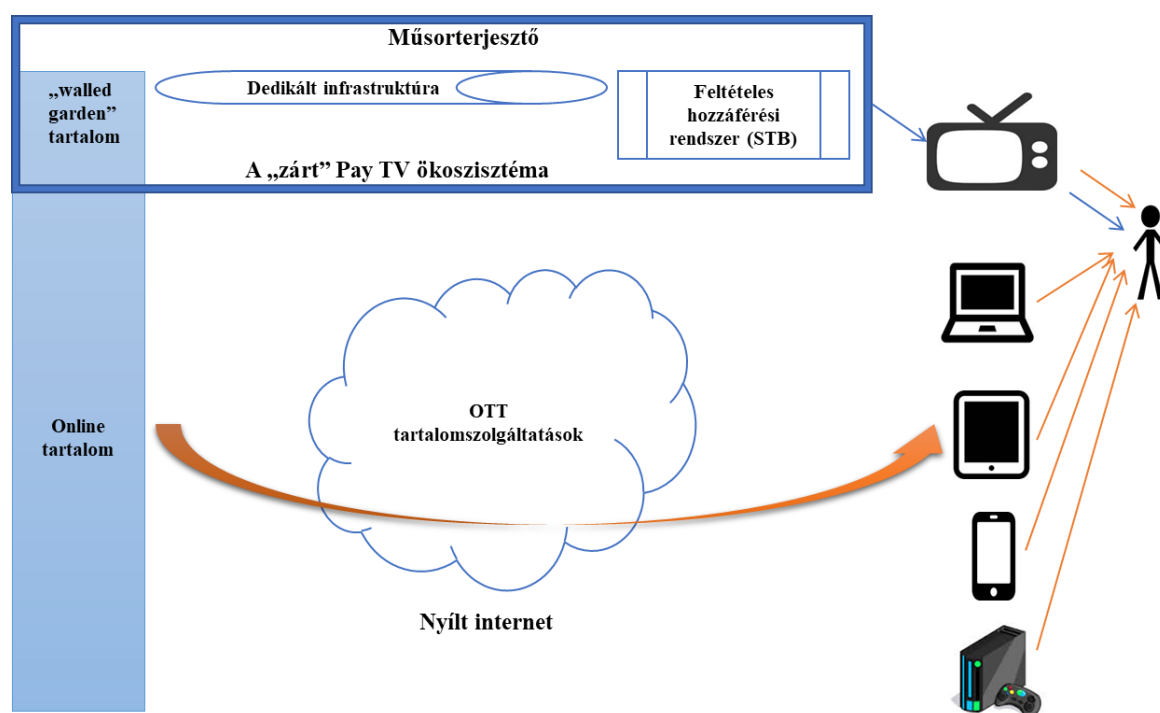 Műsorterjesztő
„walled
garden”
tartalom
Dedikált infrastruktúra
Feltételes
hozzáférési
rendszer (STB)
A „zárt” Pay TV ökoszisztéma
OTT
tartalomszolgáltatások
Online
tartalom
Nyílt internet